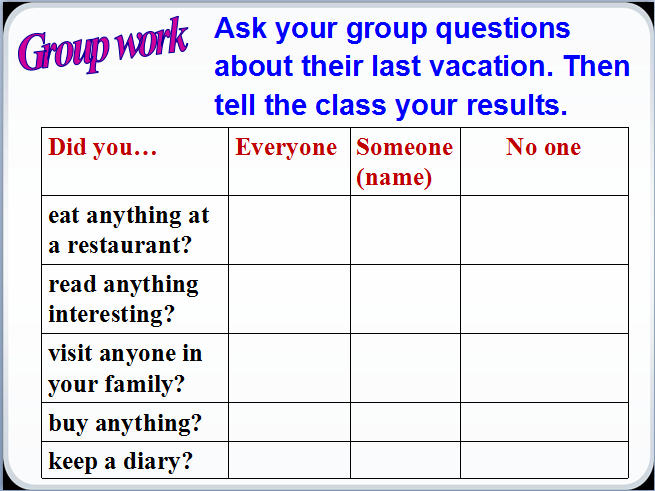 Group work
Ask your group questions
about their last vacation. Then
tell the class your results.
Did you… Everyone Someone No one
(name)
eat anything at
a restaurant?
read anything
interesting?
visit anyone in
your family?
buy anything?
keep a diary?